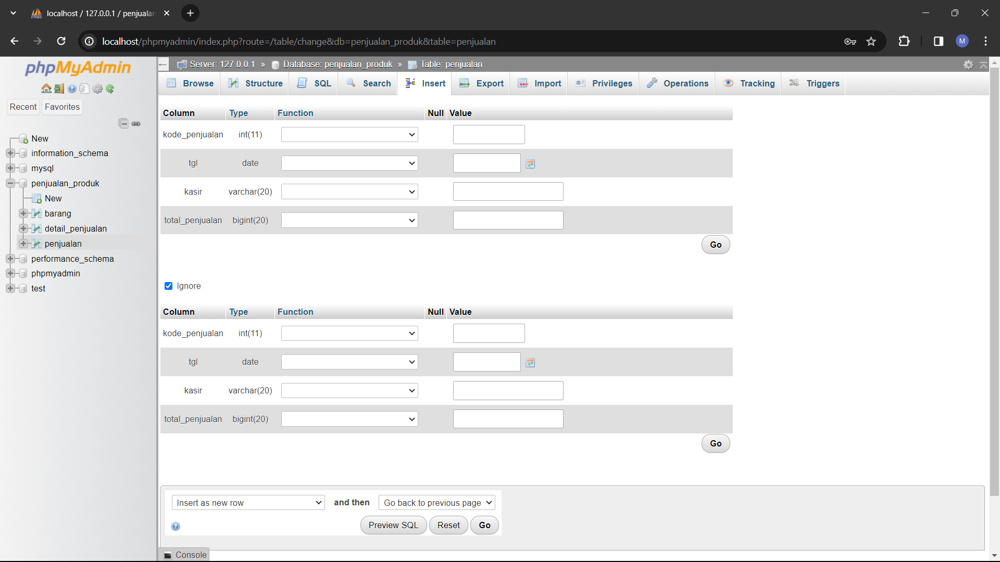 localhost / 127.0.0.1 / penjualan
localhost/phpmyadmin/index.php?route=/table/change&db=penjualan_produk&table=penjualan
M
phpMyAdmin
Recent
Favorites
New
information_schema
mysql
penjualan_produk
New
barang
detail_penjualan
penjualan
performance_schema
phpmyadmin
test
Server: 127.0.0.1 » Database: penjualan_produk » Table: penjualan
Browse Structure SQL Search Insert Export Import Privileges Operations Tracking Triggers
Column Type Function Null Value
kode_penjualan int(11)
tgl date
kasir varchar(20)
total_penjualan bigint(20)
Go
Ignore
Column Type Function Null Value
kode_penjualan int(11)
tgl date
kasir varchar(20)
total_penjualan bigint(20)
Go
Insert as new row and then Go back to previous page
Preview SQL Reset Go
Console